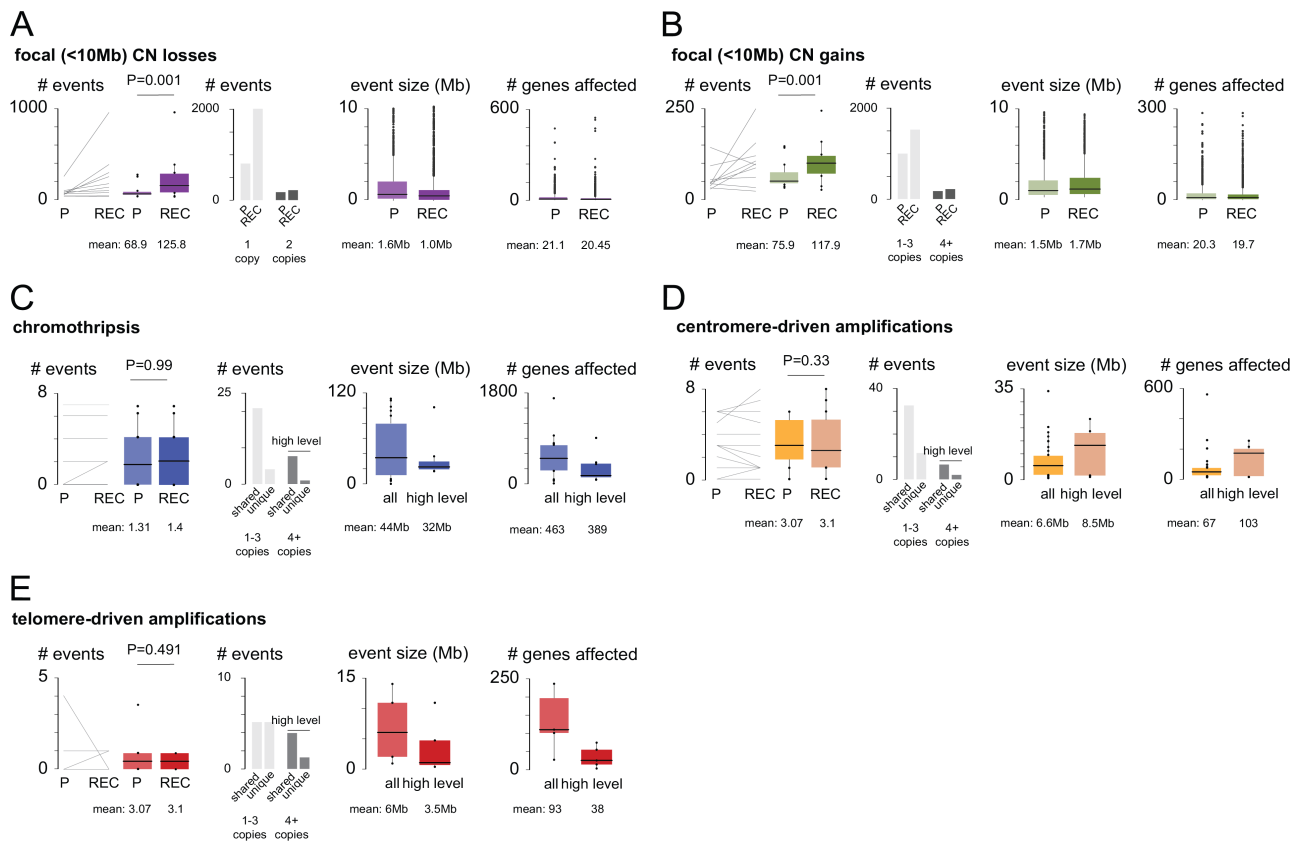 A
focal (<10Mb) CN losses
# events
P=0.001
# events
event size (Mb)
# genes affected
1000
0
P REC P REC
mean: 68.9 125.8
2000
0
P REC P REC
1 copy
2 copies
10
0
P REC
1.6Mb 1.0Mb
mean:
600
0
P REC
mean: 21.1 20.45
B
focal (<10Mb) CN gains
# events
P=0.001
# events
event size (Mb)
# genes affected
250
0
P REC P REC
mean: 75.9 117.9
2000
0
P REC P REC
1-3 copies
4+ copies
10
0
P REC
mean: 1.5Mb 1.7Mb
300
0
P REC
mean: 20.3 19.7
C
chromothripsis
# events
P=0.99
# events
event size (Mb)
# genes affected
8
0
P REC P REC
mean: 1.31 1.4
25
0
high level
shared unique shared unique
1-3 copies
4+ copies
120
0
all high level
mean: 44Mb 32Mb
1800
0
all high level
mean: 463 389
D
centromere-driven amplifications
# events
P=0.33
# events
event size (Mb)
# genes affected
8
0
P REC P REC
mean: 3.07 3.1
40
0
high level
shared unique shared unique
1-3 copies
4+ copies
35
0
all high level
mean: 6.6Mb 8.5Mb
600
0
all high level
mean: 67 103
E
telomere-driven amplifications
# events
P=0.491
# events
event size (Mb)
# genes affected
5
0
P REC P REC
mean: 3.07 3.1
10
0
high level
shared unique shared unique
1-3 copies
4+ copies
15
0
all high level
mean: 6Mb 3.5Mb
250
0
all high level
mean: 93 38